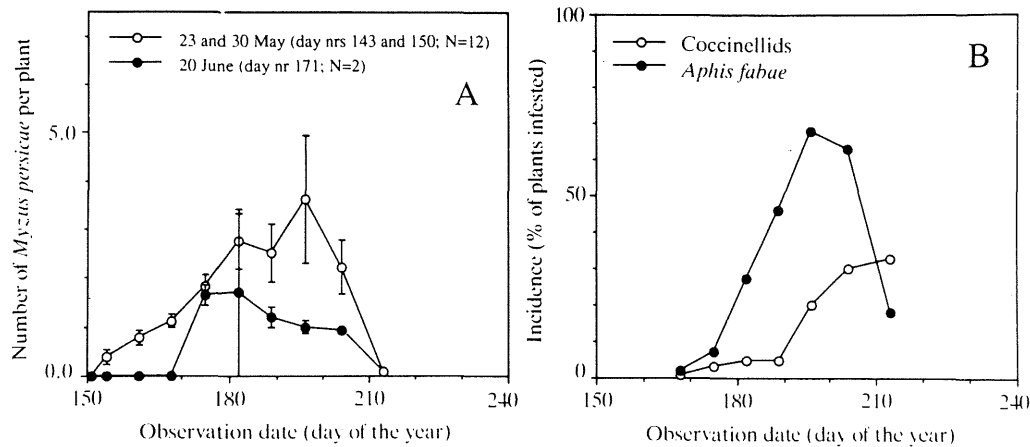 23 and 30 May (day nrs 143 and 150; N=12)
20 June (day nr 171; N=2)
A
Number of Myzus persicae per plant
5.0
0.0
150
180
210
240
Observation date (day of the year)
100
Coccinellids
Aphis fabae
B
Incidence (% of plants infested)
50
0
150
180
210
240
Observation date (day of the year)